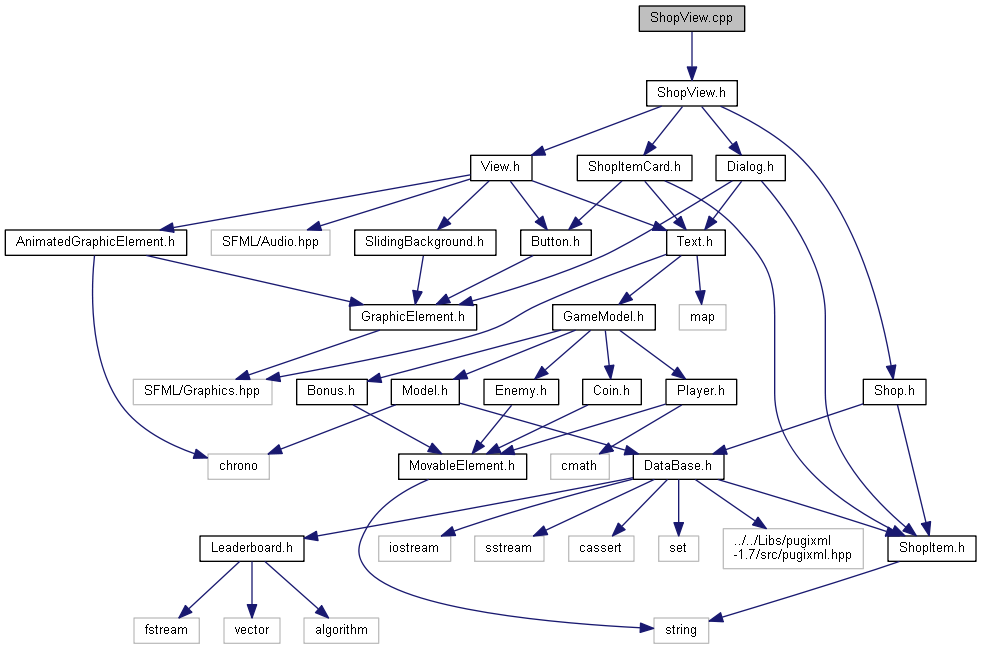 ShopView.cpp
ShopView.h
View.h
ShopItemCard.h
Dialog.h
AnimatedGraphicElement.h
SFML/Audio.hpp
SlidingBackground.h
Button.h
Text.h
GraphicElement.h
GameModel.h
map
SFML/Graphics.hpp
Bonus.h
Model.h
Enemy.h
Coin.h
Player.h
Shop.h
chrono
MovableElement.h
cmath
DataBase.h
Leaderboard.h
iostream
sstream
cassert
set
../../Libs/pugixml
-1.7/src/pugixml.hpp
ShopItem.h
fstream
vector
algorithm
string